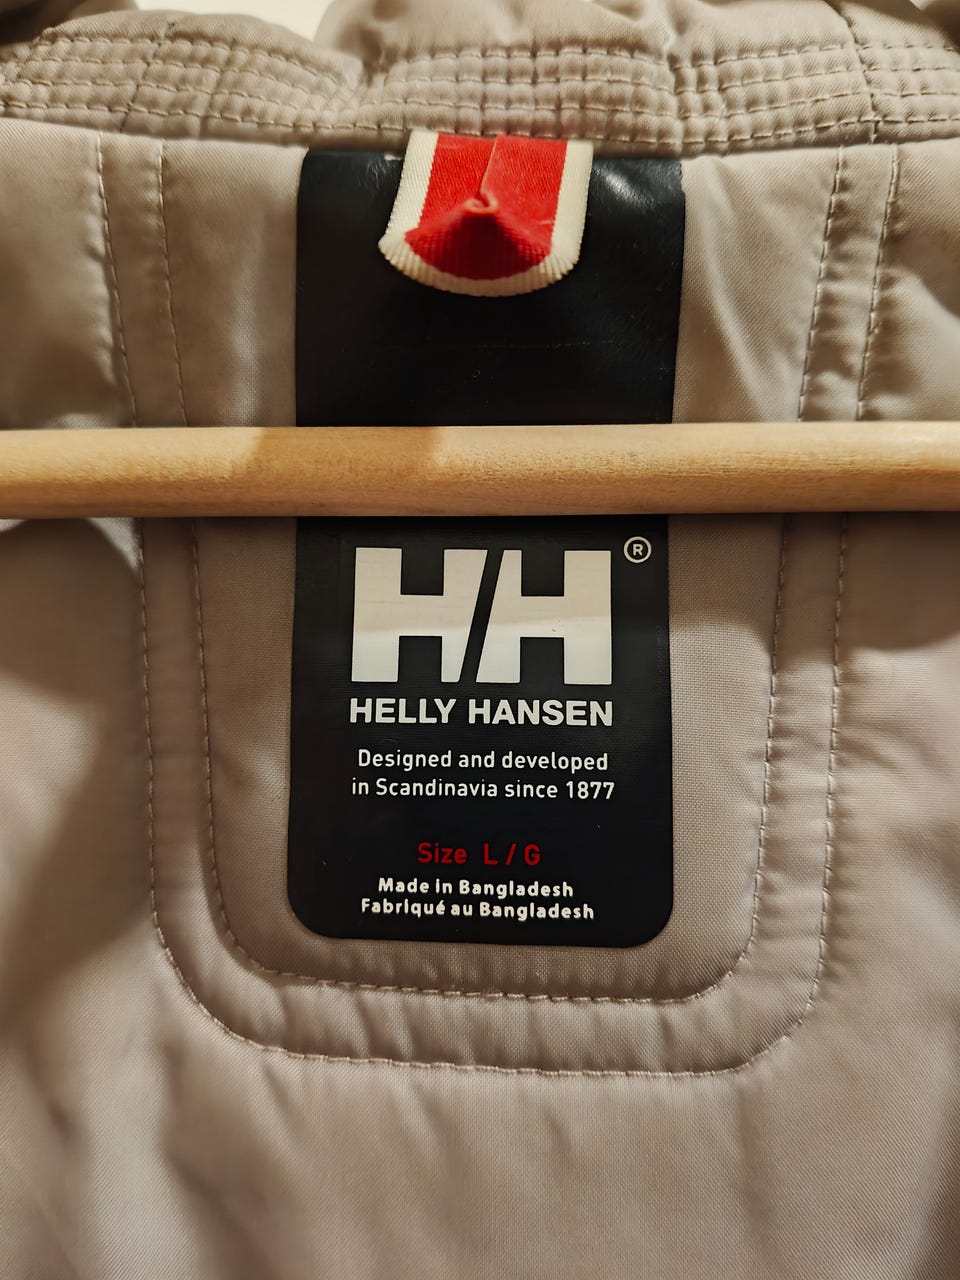 HH ®
HELLY HANSEN
Designed and developed
in Scandinavia since 1877
Size L / G
Made in Bangladesh
Fabriqué au Bangladesh